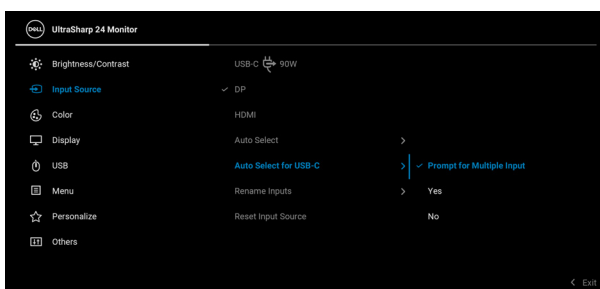 DELL UltraSharp 24 Monitor
Brightness/Contrast USB-C 90W
Input Source DP
Color HDMI
Display Auto Select
USB Auto Select for USB-C Prompt for Multiple Input
Menu Rename Inputs Yes
Personalize Reset Input Source No
Others
Exit